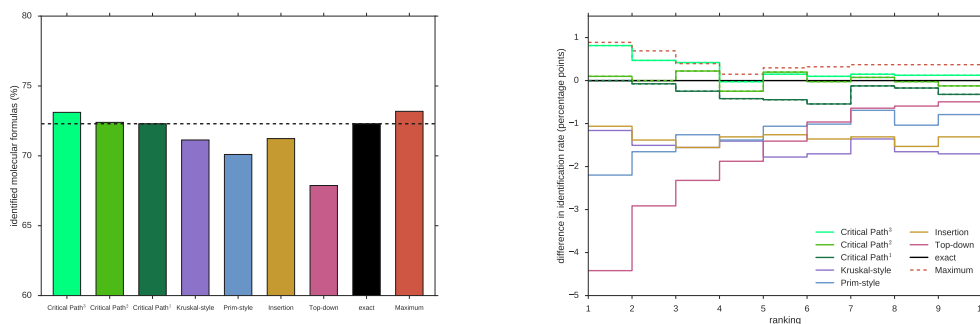 80
75
70
65
60
identified molecular formulas (%)
Critical Path³ Critical Path² Critical Path¹ Kruskal-style Prim-style Insertion Top-down exact Maximum
1
0
−1
−2
−3
−4
−5
difference in identification rate (percentage points)
Critical Path³
Critical Path²
Critical Path¹
Kruskal-style
Prim-style
Insertion
Top-down
exact
Maximum
1 2 3 4 5 6 7 8 9
ranking